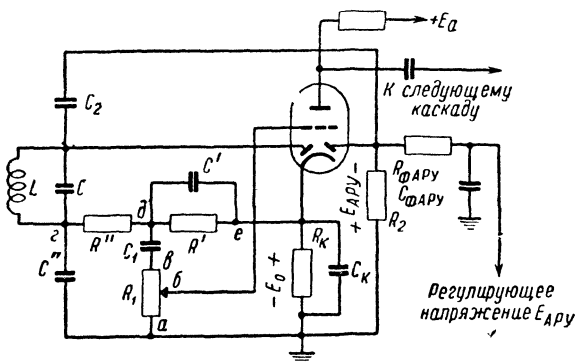 +Eа
К следующему
каскаду
C₂
C'
L
C
RфАРУ
CфАРУ
+ EАРУ −
R₂
г
R"
д
R'
е
C"
C₁
в
R₁
б
а
− E₀ +
Rк
Cк
Регулирующее
напряжение EАРУ